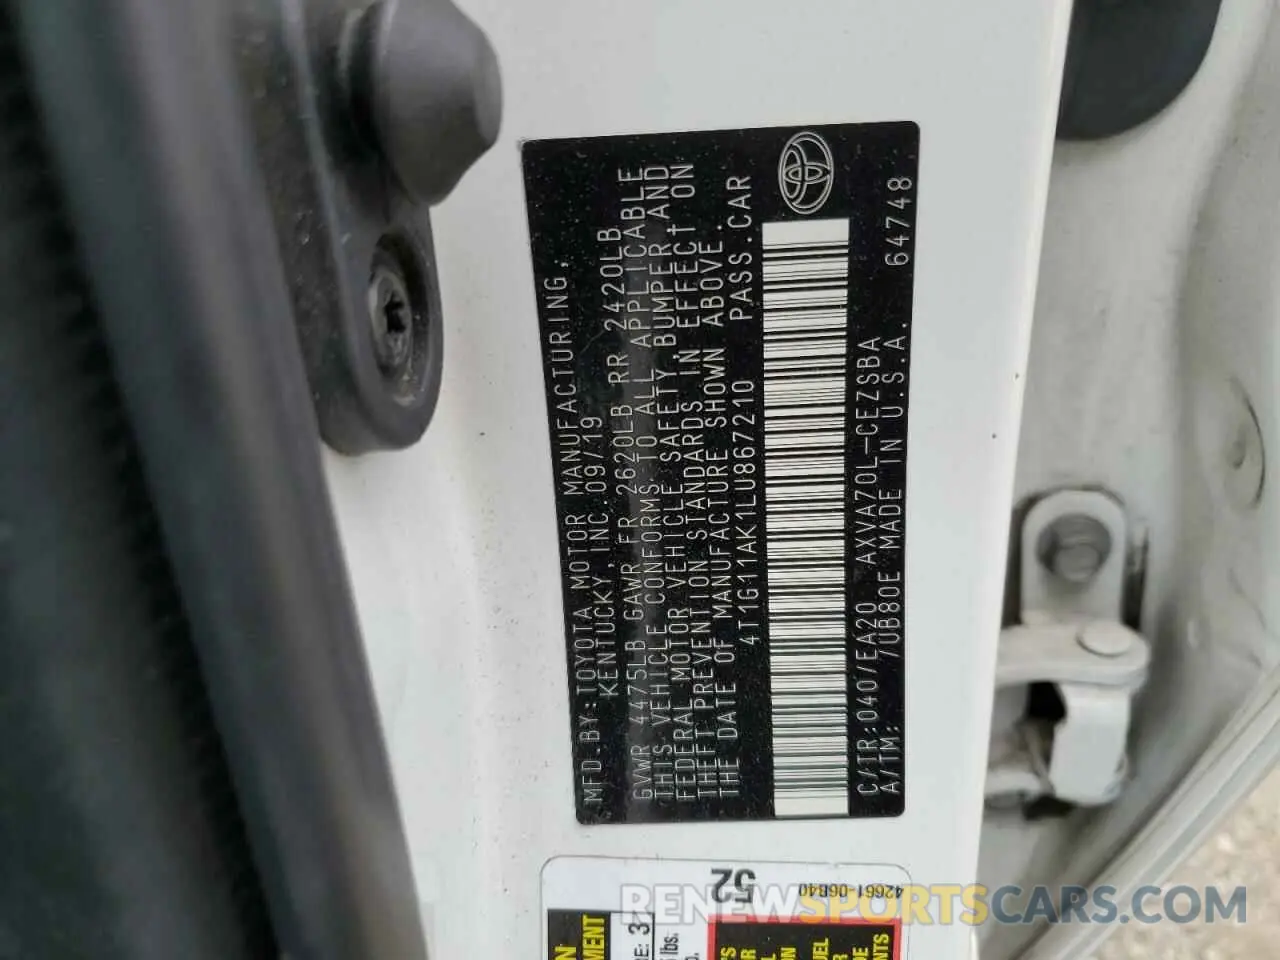 MFD.BY:TOYOTA MOTOR MANUFACTURING,
KENTUCKY, INC. 09/19
GVWR 4475LB GAWR FR 2620LB RR 2420LB
THIS VEHICLE CONFORMS TO ALL APPLICABLE
FEDERAL MOTOR VEHICLE SAFETY, BUMPER, AND
THEFT PREVENTION STANDARDS IN EFFECT ON
THE DATE OF MANUFACTURE SHOWN ABOVE.
4T1G11AK1LU867210 PASS.CAR
C/TR:040/EA20 AXVA70L-CEZSBA
A/TM: /UB80E MADE IN U.S.A. 64748
52
42661-06B40
RENEWSPORTSCARS.COM